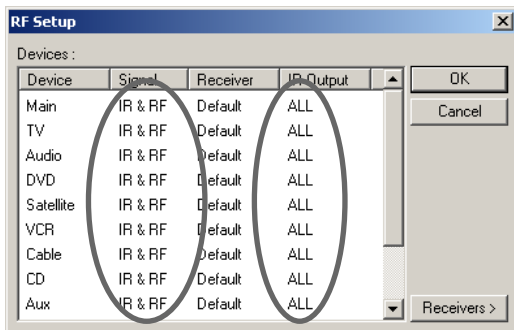 RF Setup
Devices :
Device Signal Receiver IR Output
Main IR & RF Default ALL
TV IR & RF Default ALL
Audio IR & RF Default ALL
DVD IR & RF Default ALL
Satellite IR & RF Default ALL
VCR IR & RF Default ALL
Cable IR & RF Default ALL
CD IR & RF Default ALL
Aux IR & RF Default ALL
OK
Cancel
Receivers >